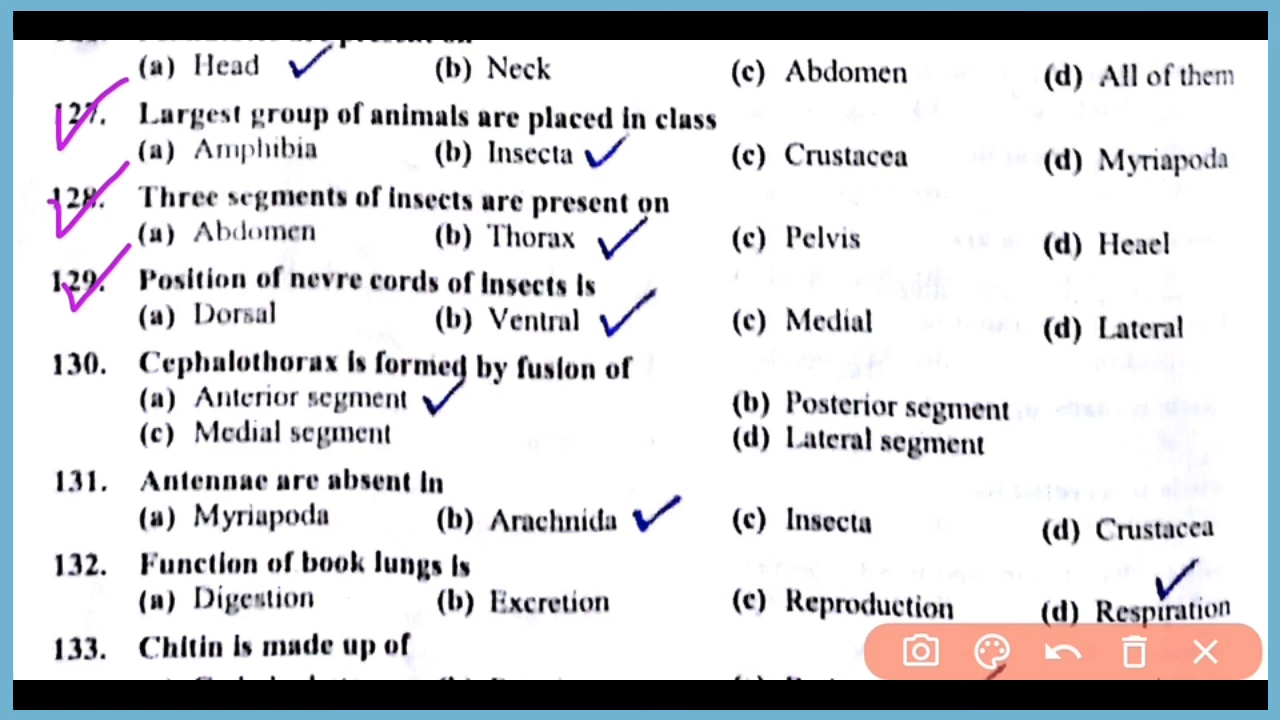 present on
(a) Head (b) Neck (c) Abdomen (d) All of them
127. Largest group of animals are placed in class
(a) Amphibia (b) Insecta (c) Crustacea (d) Myriapoda
128. Three segments of insects are present on
(a) Abdomen (b) Thorax (c) Pelvis (d) Heael
129. Position of nevre cords of insects is
(a) Dorsal (b) Ventral (c) Medial (d) Lateral
130. Cephalothorax is formed by fusion of
(a) Anterior segment (b) Posterior segment
(c) Medial segment (d) Lateral segment
131. Antennae are absent in
(a) Myriapoda (b) Arachnida (c) Insecta (d) Crustacea
132. Function of book lungs is
(a) Digestion (b) Excretion (c) Reproduction (d) Respiration
133. Chitin is made up of